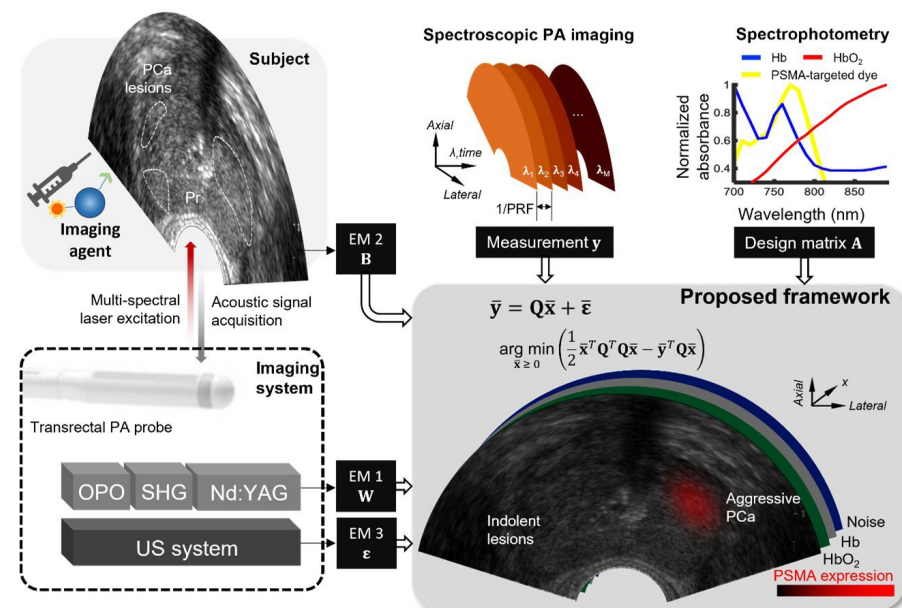 Subject
PCa
lesions
Pr
Imaging
agent
Multi-spectral
laser excitation
Acoustic signal
acquisition
EM 2
B
Spectroscopic PA imaging
Axial
λ,time
Lateral
λ₁ λ₂ λ₃ λ₄ … λM
1/PRF
Measurement y
Spectrophotometry
Hb HbO₂
PSMA-targeted dye
Normalized
absorbance
1
0.8
0.6
0.4
700 750 800 850
Wavelength (nm)
Design matrix A
Imaging
system
Transrectal PA probe
OPO SHG Nd:YAG
US system
EM 1
W
EM 3
ε
Proposed framework
ȳ = Qx̄ + ε̄
arg min x̄ ≥ 0 (1/2 x̄ᵀQᵀQx̄ − ȳᵀQx̄)
Axial
x
Lateral
Indolent
lesions
Aggressive
PCa
Noise
Hb
HbO₂
PSMA expression